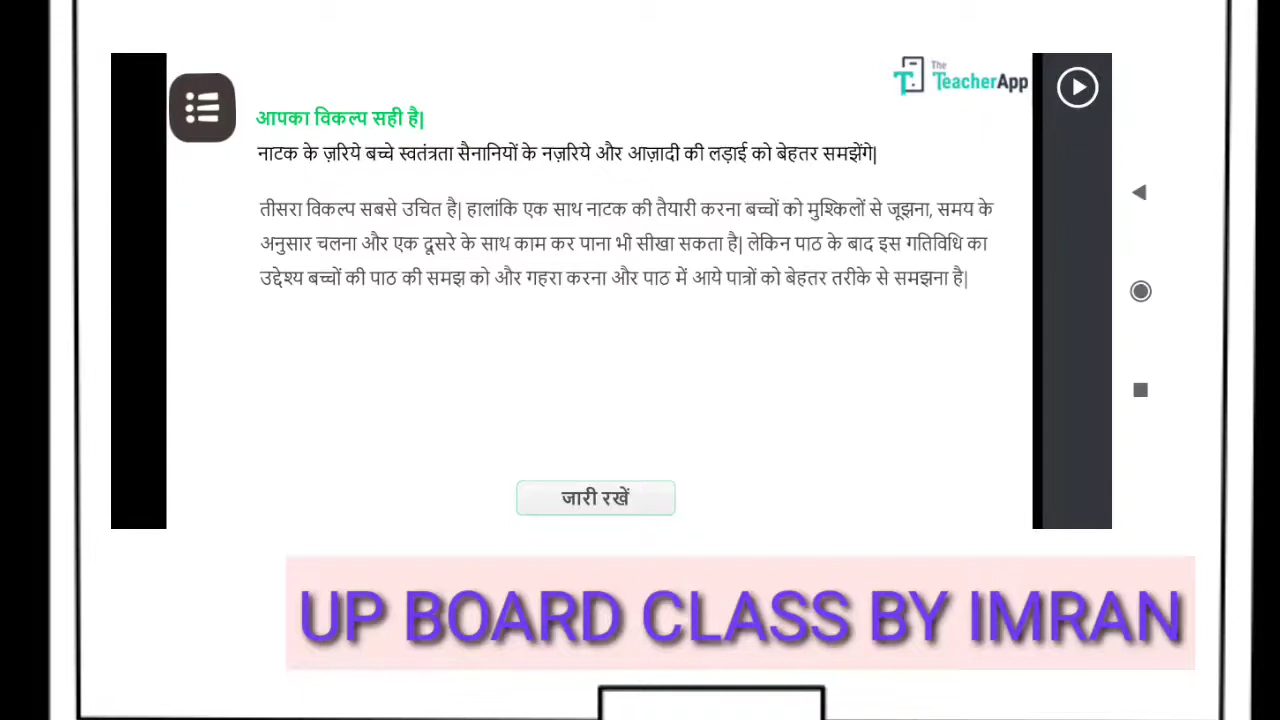 The
TeacherApp
आपका विकल्प सही है|
नाटक के ज़रिये बच्चे स्वतंत्रता सैनानियों के नज़रिये और आज़ादी की लड़ाई को बेहतर समझेंगे|
तीसरा विकल्प सबसे उचित है| हालांकि एक साथ नाटक की तैयारी करना बच्चों को मुश्किलों से जूझना, समय के
अनुसार चलना और एक दूसरे के साथ काम कर पाना भी सीखा सकता है| लेकिन पाठ के बाद इस गतिविधि का
उद्देश्य बच्चों की पाठ की समझ को और गहरा करना और पाठ में आये पात्रों को बेहतर तरीके से समझना है|
जारी रखें
UP BOARD CLASS BY IMRAN